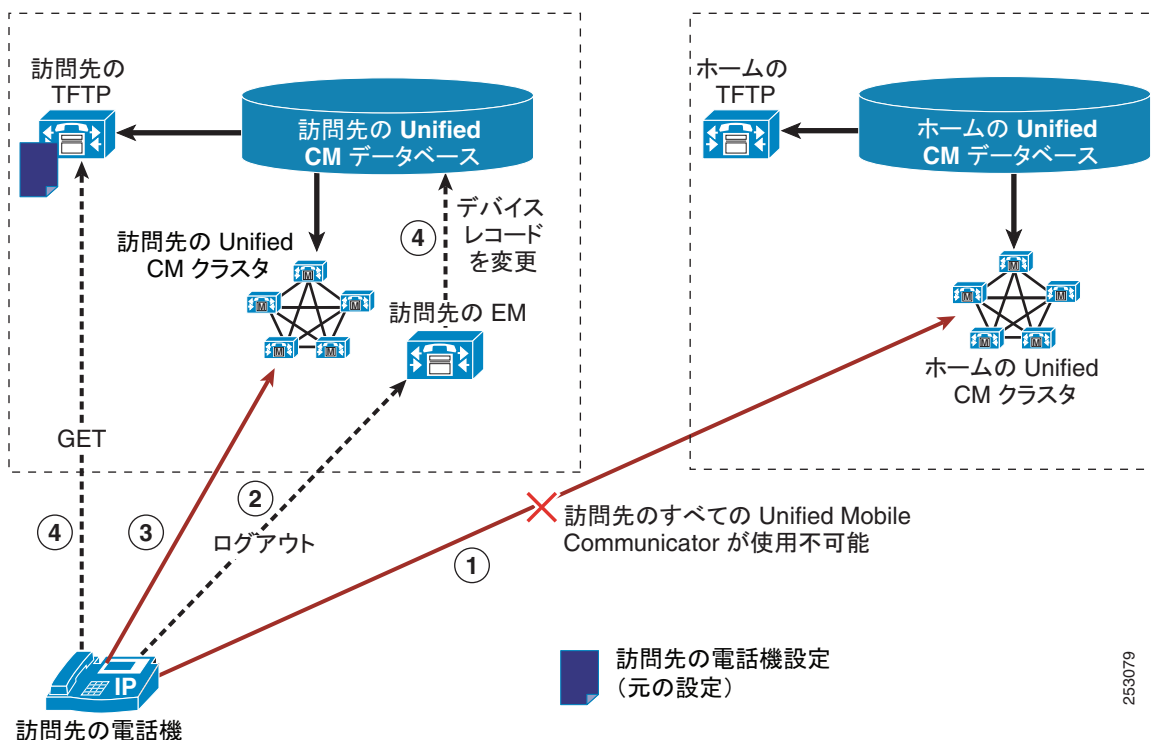 訪問先の
TFTP
訪問先の Unified
CM データベース
ホームの
TFTP
ホームの Unified
CM データベース
④
デバイス
レコード
を変更
訪問先の Unified
CM クラスタ
M
M
M
M
M
訪問先の EM
M
M
M
M
M
ホームの Unified
CM クラスタ
GET
②
④
③
ログアウト
①
訪問先のすべての Unified Mobile
Communicator が使用不可能
IP
訪問先の電話機
訪問先の電話機設定
（元の設定）
253079